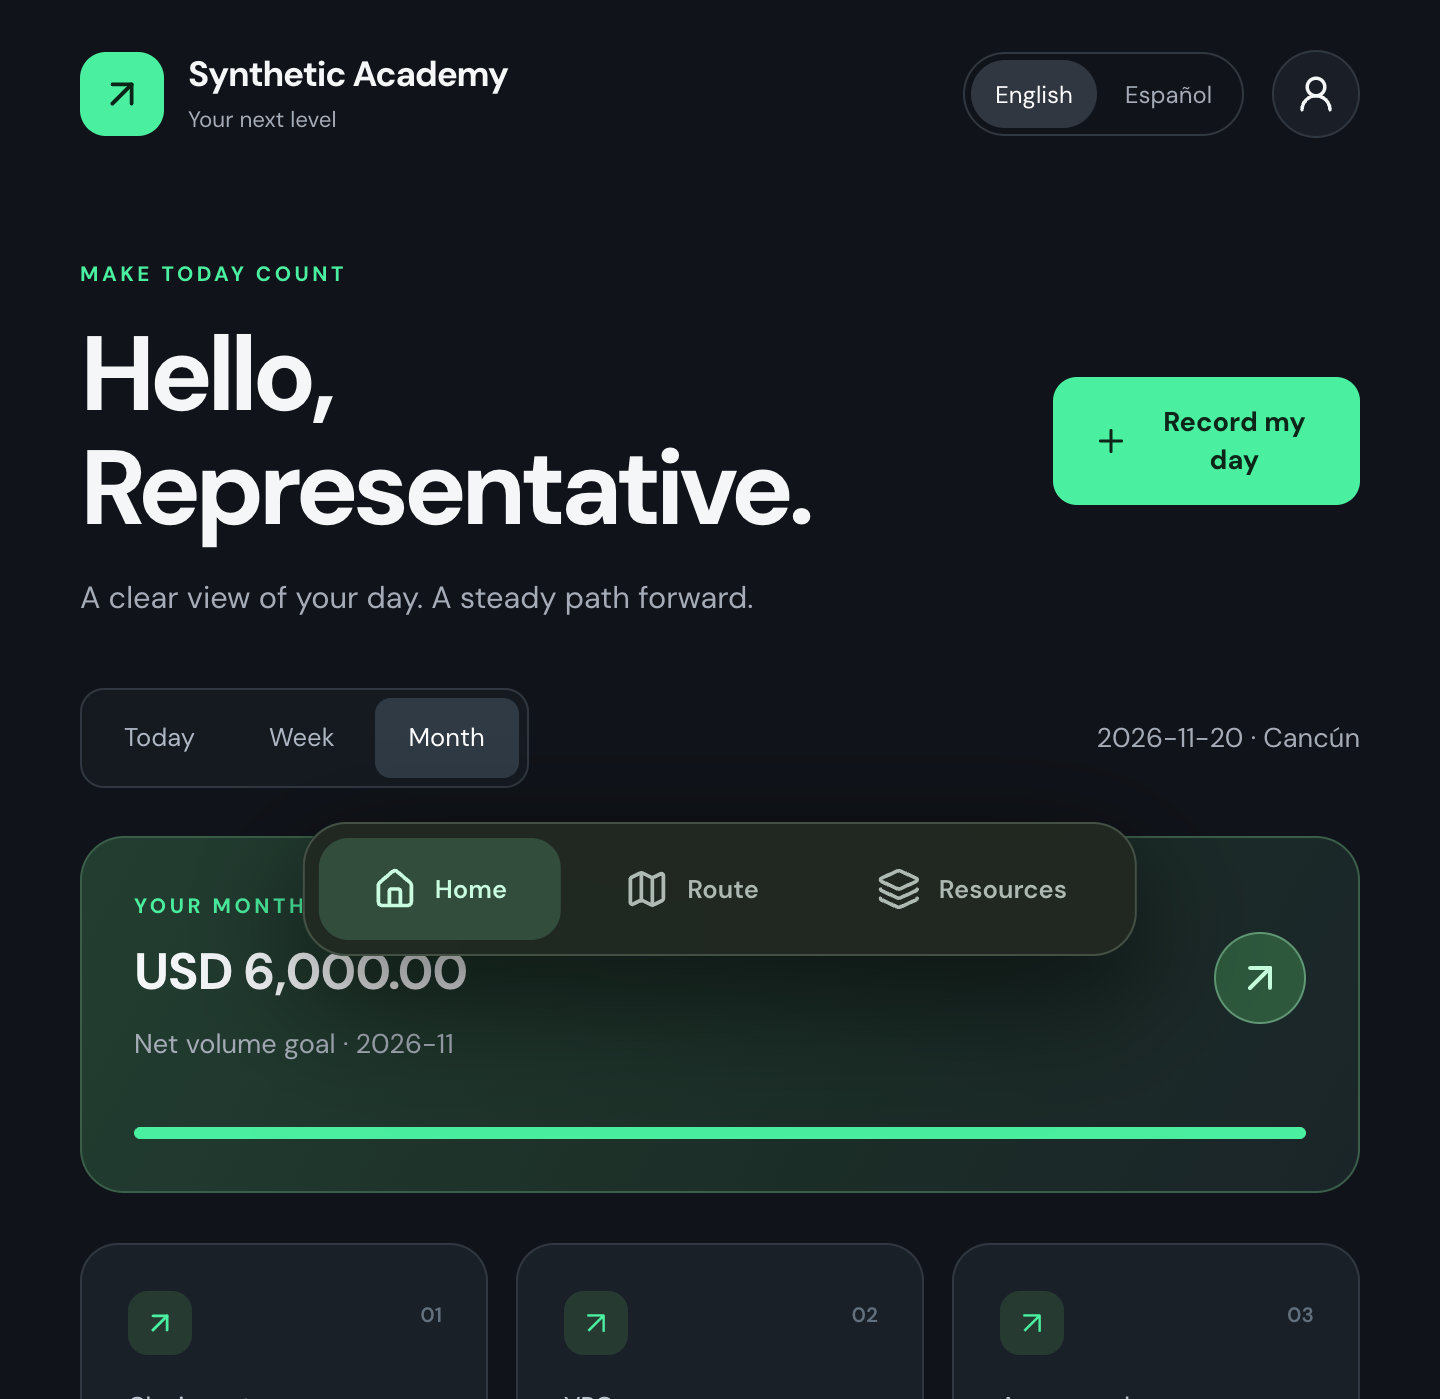 Synthetic Academy
Your next level
English
Español
MAKE TODAY COUNT
Hello,
Representative.
Record my
day
A clear view of your day. A steady path forward.
Today
Week
Month
2026-11-20 · Cancún
YOUR MONTH
Home
Route
Resources
USD 6,000.00
Net volume goal · 2026-11
01
02
03